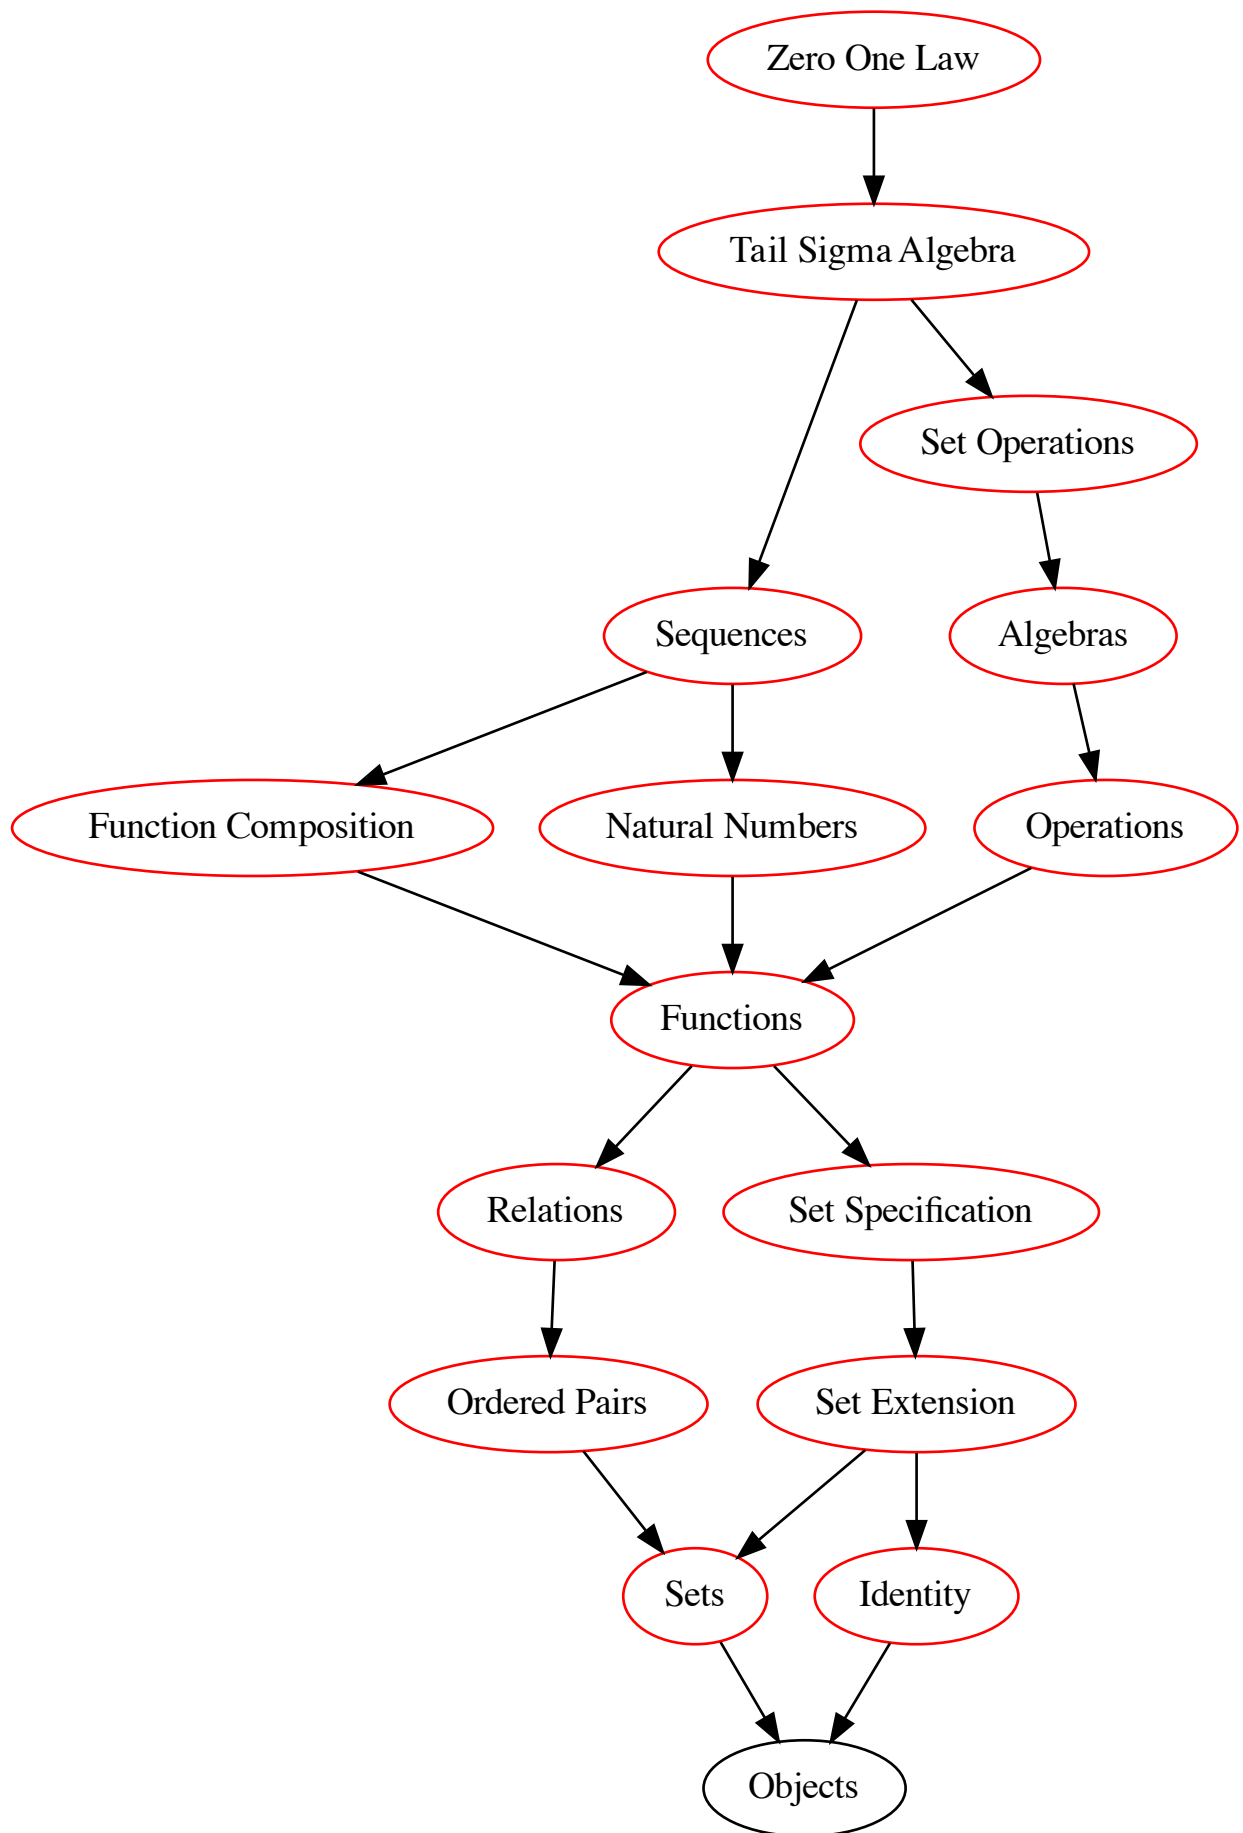 Zero One Law
Tail Sigma Algebra
Set Operations
Sequences
Algebras
Function Composition
Natural Numbers
Operations
Functions
Relations
Set Specification
Ordered Pairs
Set Extension
Sets
Identity
Objects